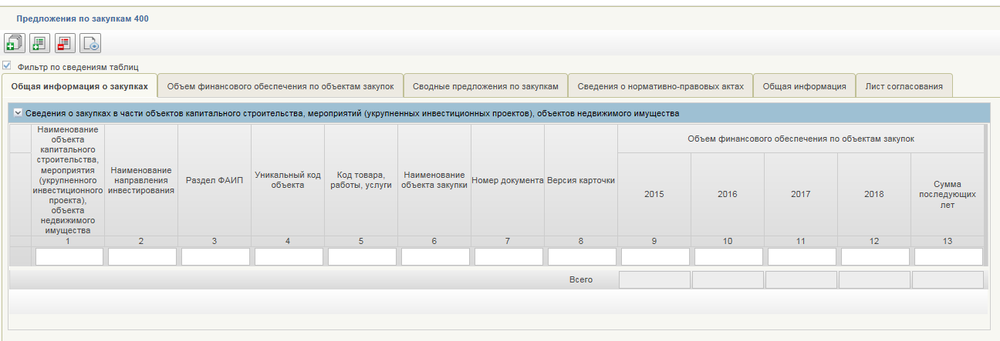 Предложения по закупкам 400
Фильтр по сведениям таблиц
Общая информация о закупках
Объем финансового обеспечения по объектам закупок
Сводные предложения по закупкам
Сведения о нормативно-правовых актах
Общая информация
Лист согласования
Сведения о закупках в части объектов капитального строительства, мероприятий (укрупненных инвестиционных проектов), объектов недвижимого имущества
Наименование
объекта
капитального
строительства,
мероприятия
(укрупненного
инвестиционного
проекта),
объекта
недвижимого
имущества
Наименование
направления
инвестирования
Раздел ФАИП
Уникальный код
объекта
Код товара,
работы, услуги
Наименование
объекта закупки
Номер документа
Версия карточки
Объем финансового обеспечения по объектам закупок
2015
2016
2017
2018
Сумма
последующих
лет
1 2 3 4 5 6 7 8 9 10 11 12 13
Всего